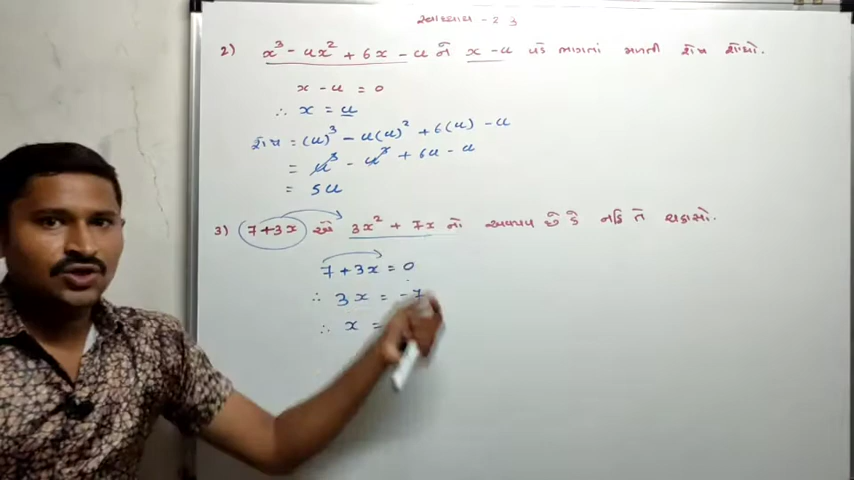 સ્વાધ્યાય - 2.3
2) x³ - ax² + 6x - a ને x - a વડે ભાગતાં મળતી શેષ શોધો.
x - a = 0
∴ x = a
શેષ = (a)³ - a(a)² + 6(a) - a
= a³ - a³ + 6a - a
= 5a
3) 7+3x એ 3x² + 7x નો અવયવ છે કે નહિ તે ચકાસો.
7+3x = 0
∴ 3x = -7
∴ x =